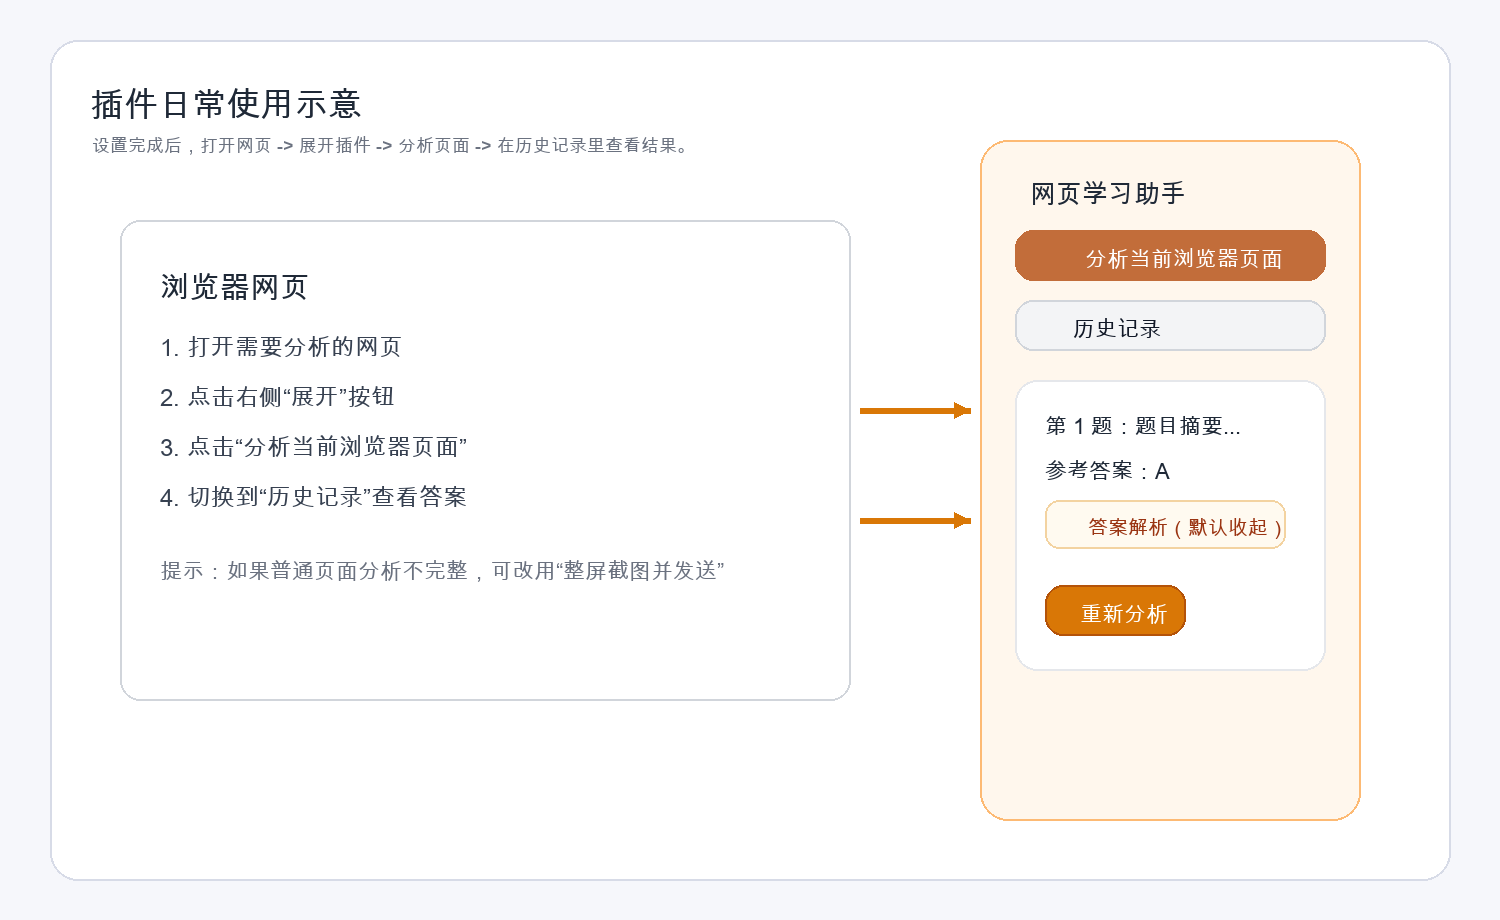 插件日常使用示意
设置完成后，打开网页 -> 展开插件 -> 分析页面 -> 在历史记录里查看结果。
浏览器网页
1. 打开需要分析的网页
2. 点击右侧“展开”按钮
3. 点击“分析当前浏览器页面”
4. 切换到“历史记录”查看答案
提示：如果普通页面分析不完整，可改用“整屏截图并发送”
网页学习助手
分析当前浏览器页面
历史记录
第 1 题：题目摘要...
参考答案：A
答案解析（默认收起）
重新分析